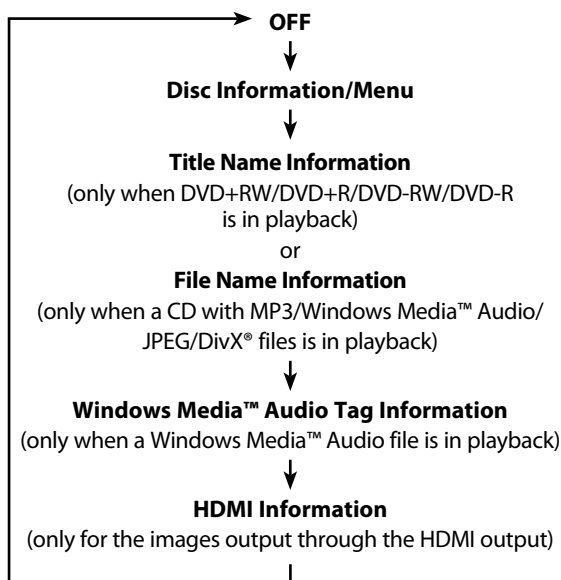 OFF
Disc Information/Menu
Title Name Information
(only when DVD+RW/DVD+R/DVD-RW/DVD-R
is in playback)
or
File Name Information
(only when a CD with MP3/Windows Media™ Audio/
JPEG/DivX® files is in playback)
Windows Media™ Audio Tag Information
(only when a Windows Media™ Audio file is in playback)
HDMI Information
(only for the images output through the HDMI output)